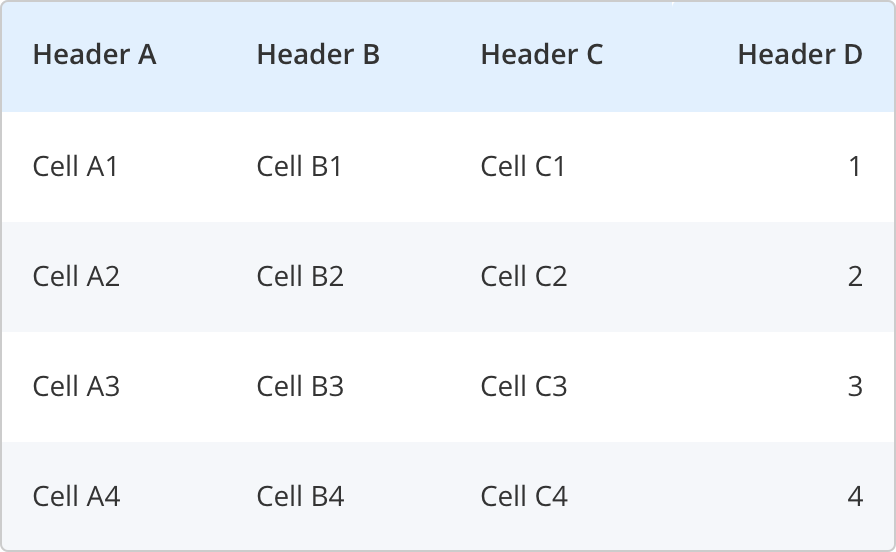 Header A Header B Header C Header D
Cell A1 Cell B1 Cell C1 1
Cell A2 Cell B2 Cell C2 2
Cell A3 Cell B3 Cell C3 3
Cell A4 Cell B4 Cell C4 4